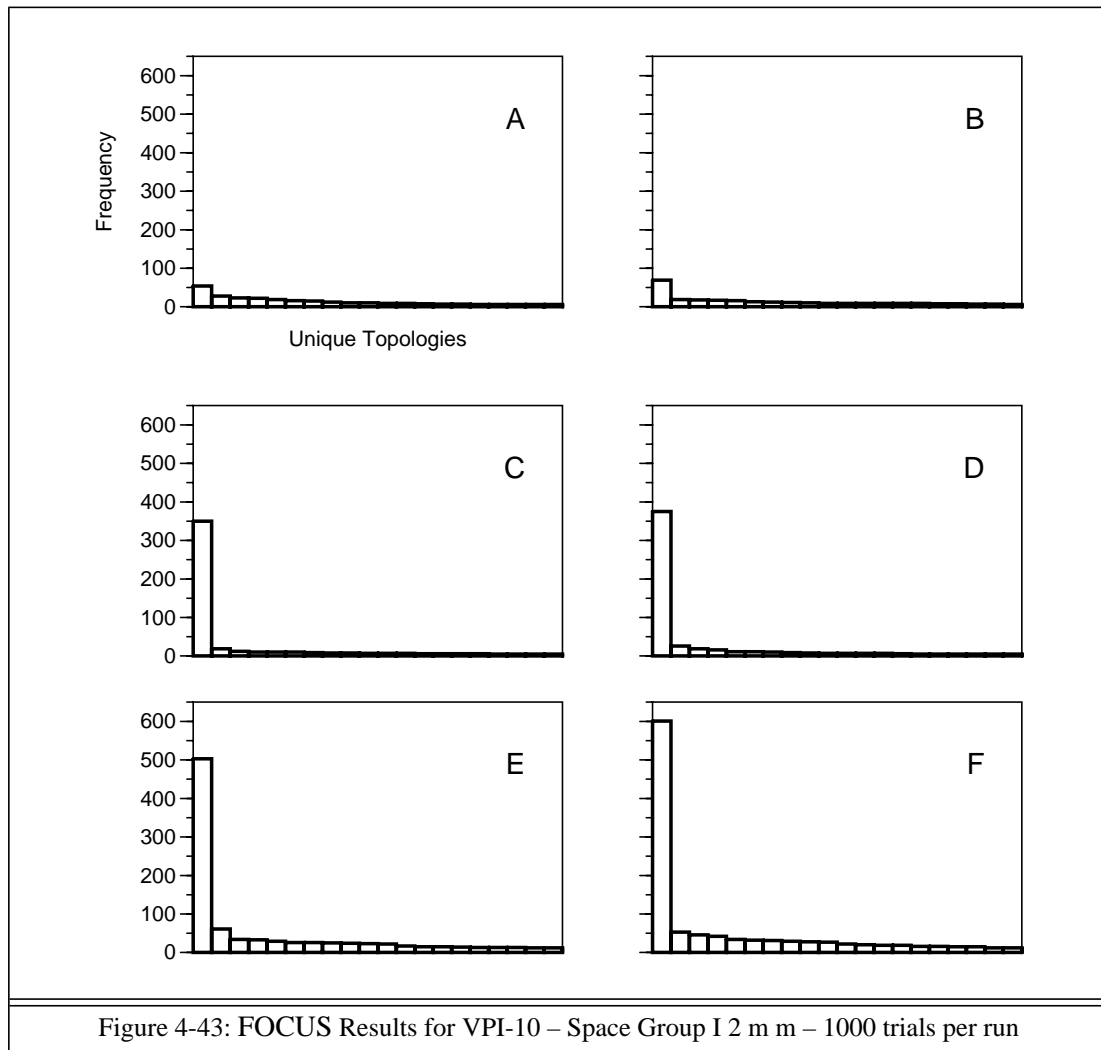 600
500
400
300
200
100
0
Frequency
A
Unique Topologies
B
600
500
400
300
200
100
0
C
D
600
500
400
300
200
100
0
E
F
Figure 4-43: FOCUS Results for VPI-10 – Space Group I 2 m m – 1000 trials per run